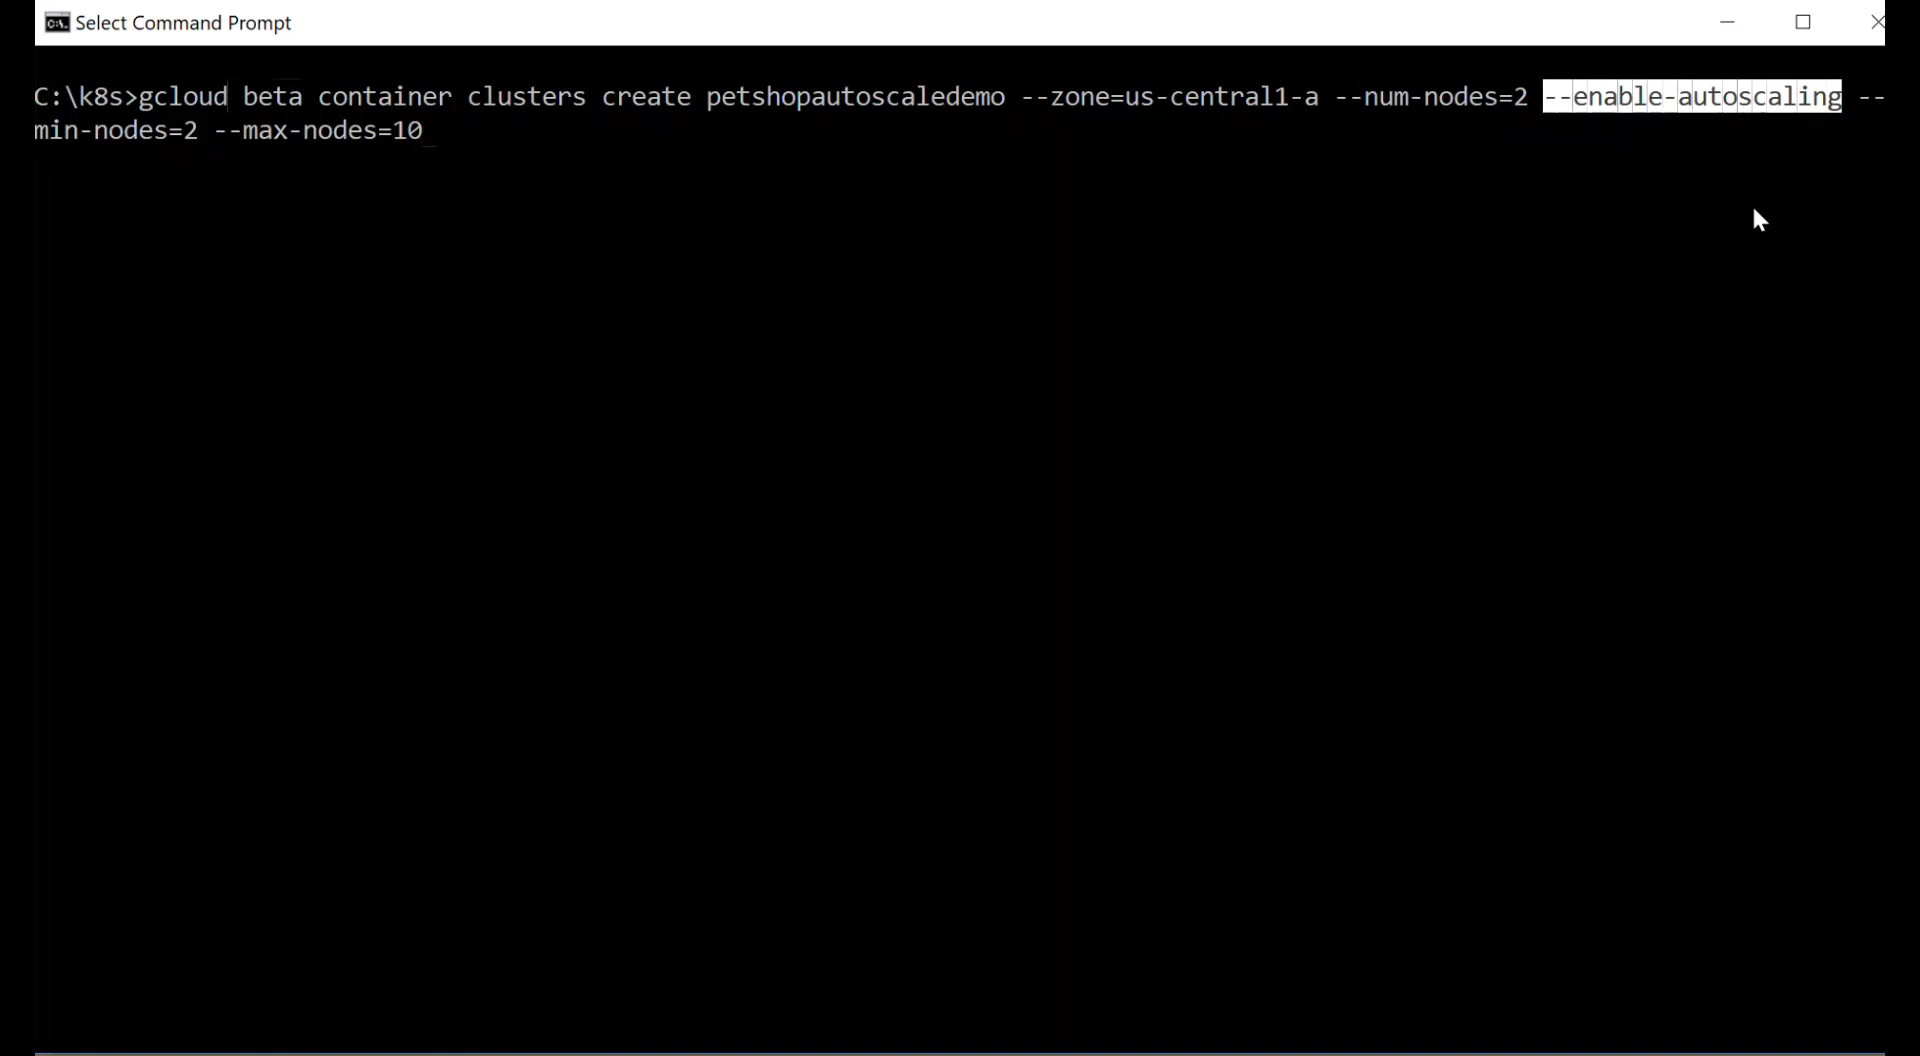 Select Command Prompt
C:\k8s>gcloud beta container clusters create petshopautoscaledemo --zone=us-central1-a --num-nodes=2 --enable-autoscaling --
min-nodes=2 --max-nodes=10_